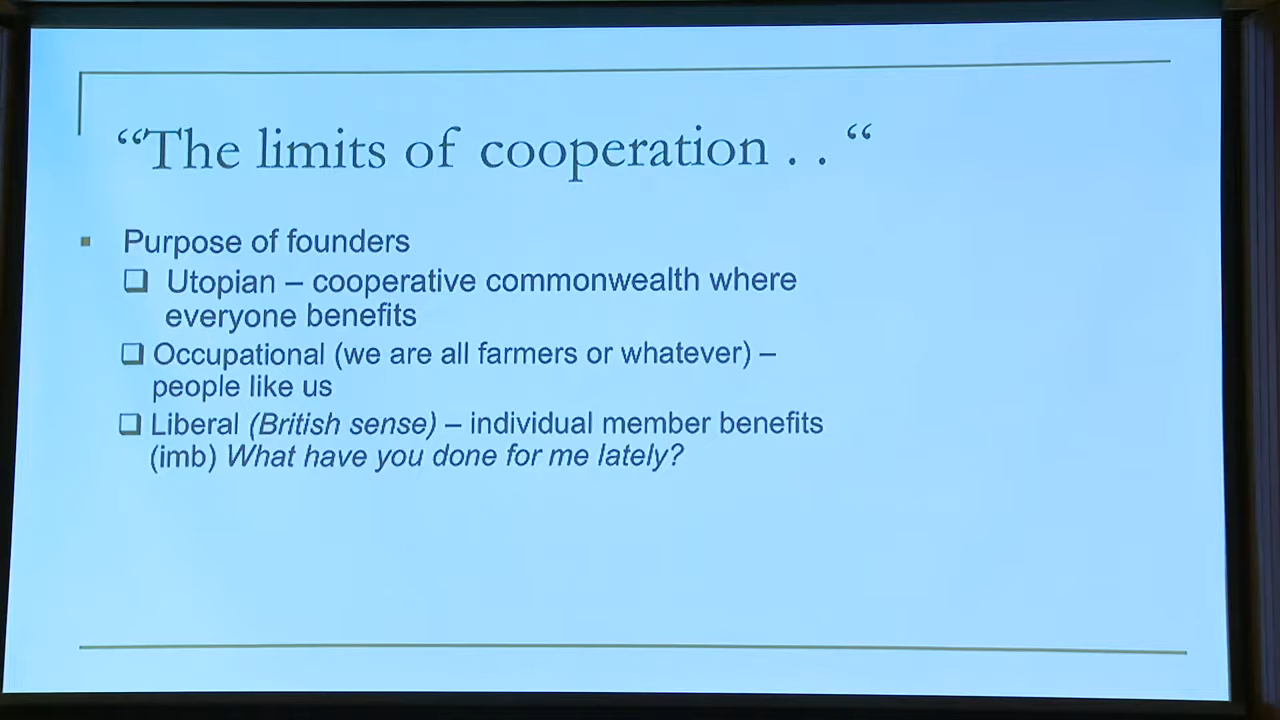 “The limits of cooperation . . “
Purpose of founders
Utopian – cooperative commonwealth where
everyone benefits
Occupational (we are all farmers or whatever) –
people like us
Liberal (British sense) – individual member benefits
(imb) What have you done for me lately?